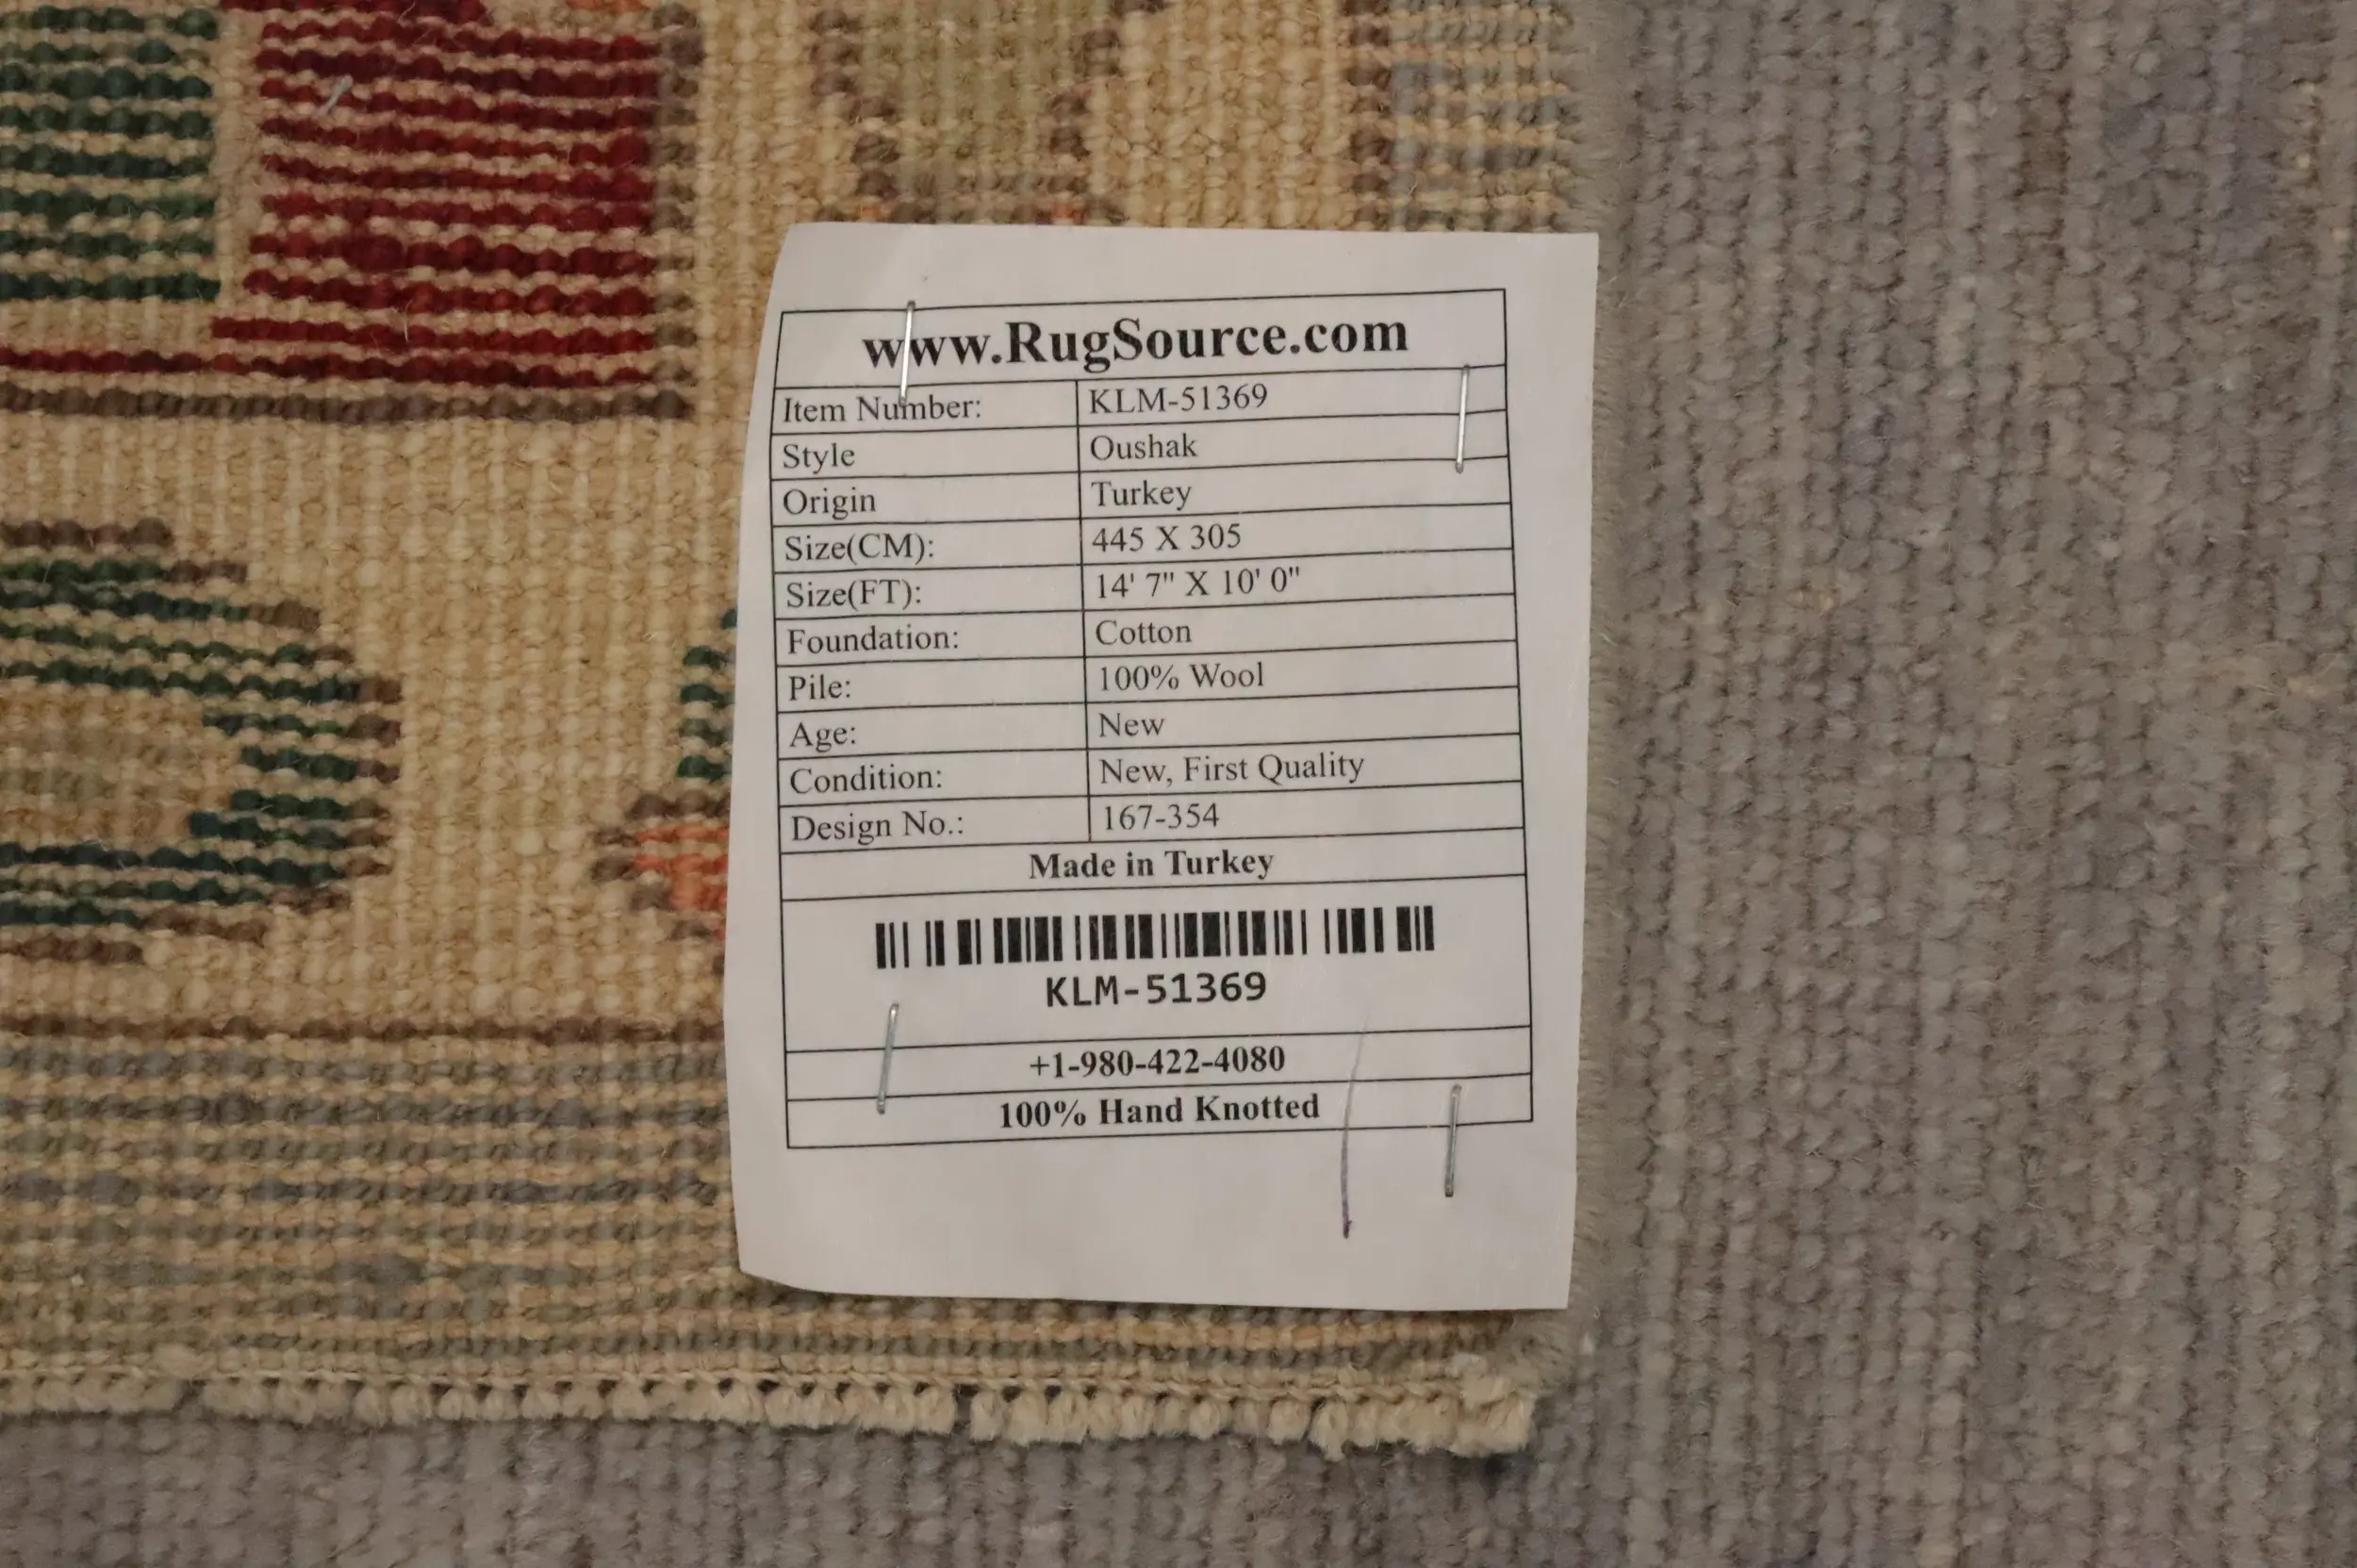 www.RugSource.com
Item Number: KLM-51369
Style Oushak
Origin Turkey
Size(CM): 445 X 305
Size(FT): 14' 7" X 10' 0"
Foundation: Cotton
Pile: 100% Wool
Age: New
Condition: New, First Quality
Design No.: 167-354
Made in Turkey
KLM-51369
+1-980-422-4080
100% Hand Knotted